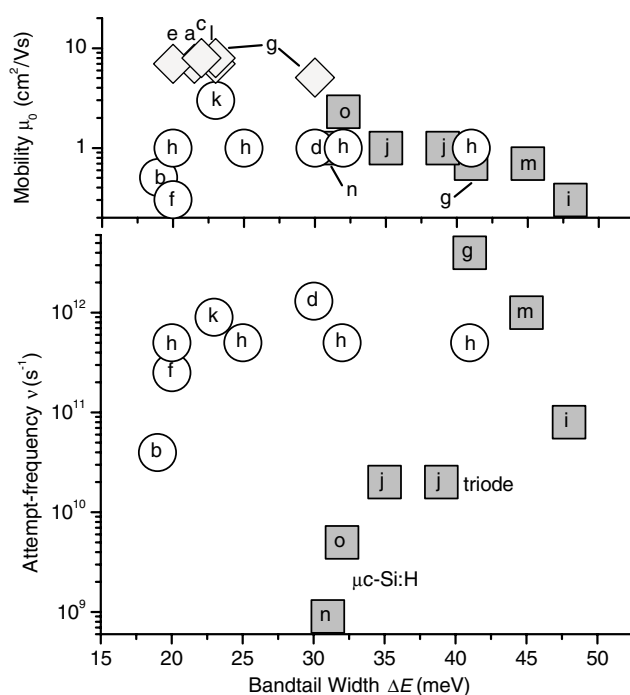 e a c l g
10
k
o
h h d h j j h
1
b n m
f g i
Mobility μ₀ (cm²/Vs)
g
10¹² k d m
h h h h
f
10¹¹ i
b
j j triode
10¹⁰
o
μc-Si:H
10⁹ n
Attempt-frequency ν (s⁻¹)
15 20 25 30 35 40 45 50
Bandtail Width ΔE (meV)